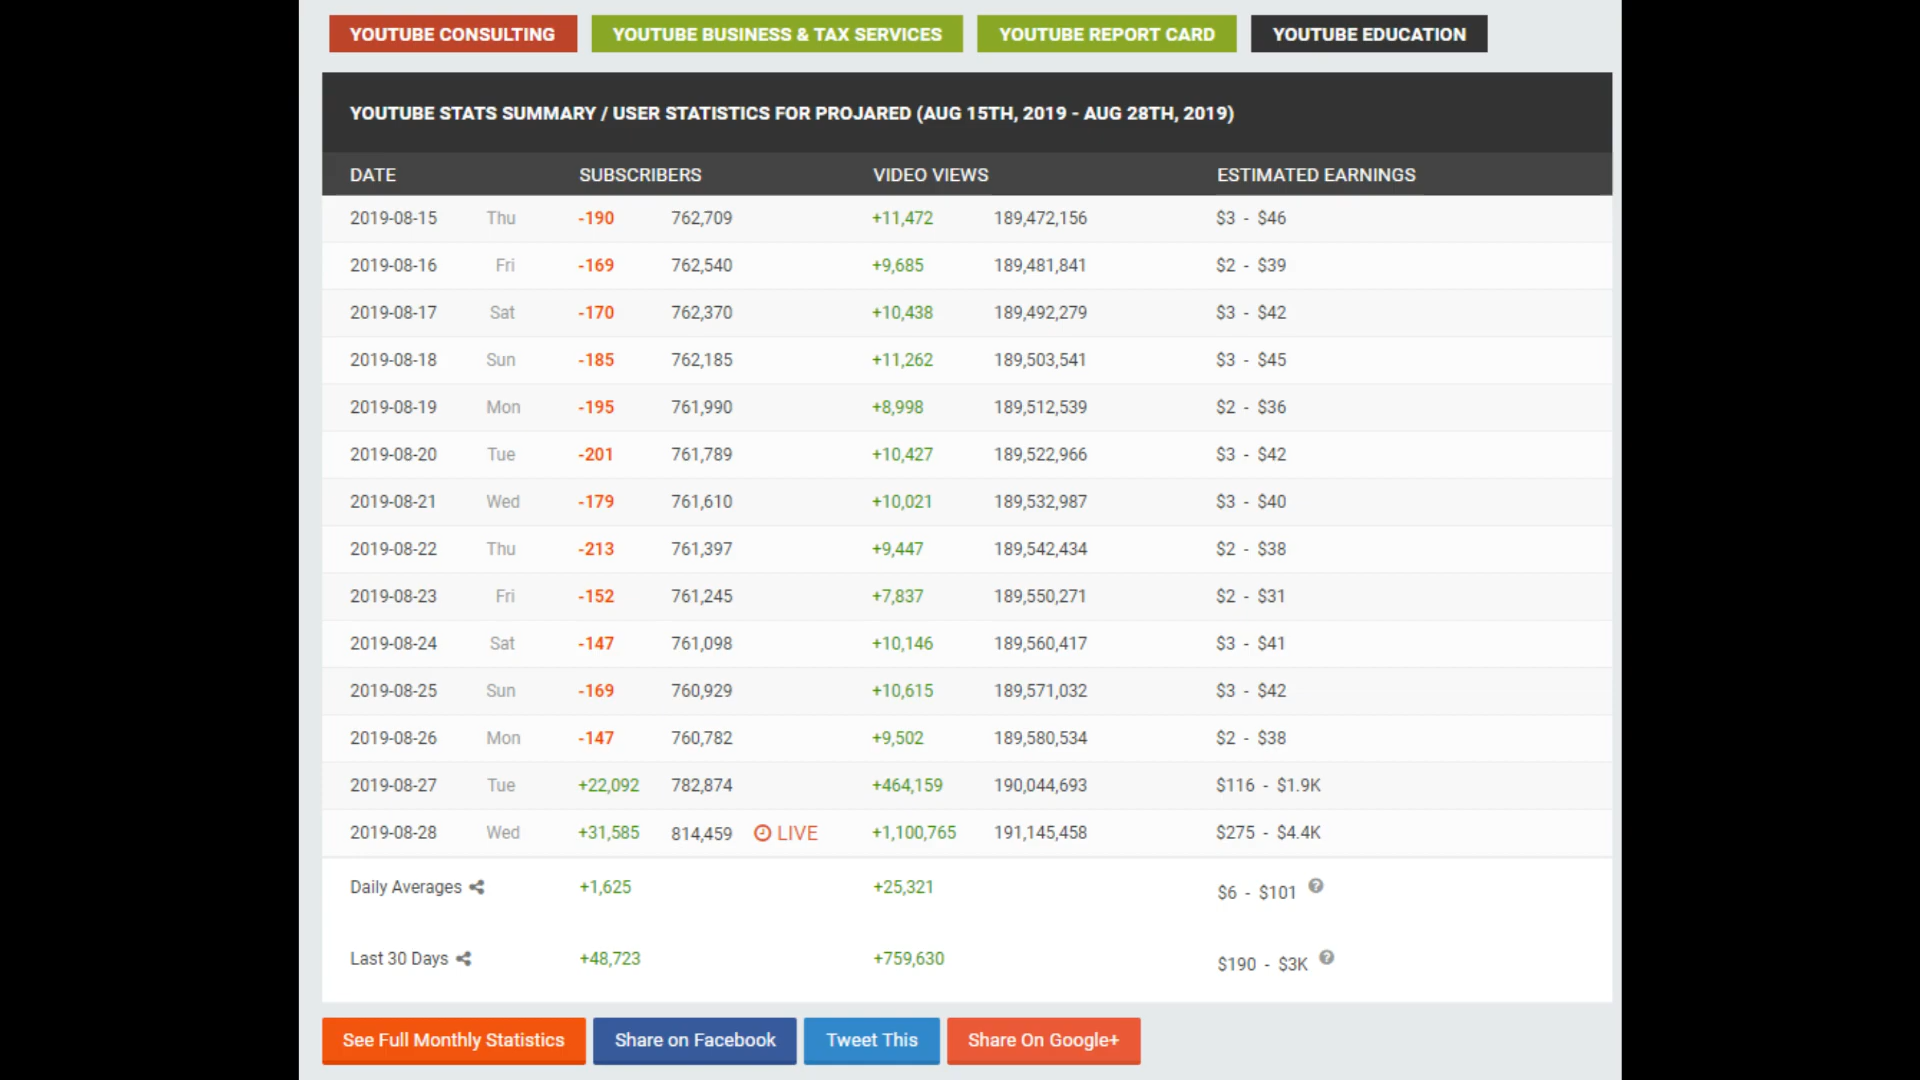 YOUTUBE CONSULTING YOUTUBE BUSINESS & TAX SERVICES YOUTUBE REPORT CARD YOUTUBE EDUCATION
YOUTUBE STATS SUMMARY / USER STATISTICS FOR PROJARED (AUG 15TH, 2019 - AUG 28TH, 2019)
DATE SUBSCRIBERS VIDEO VIEWS ESTIMATED EARNINGS
2019-08-15 Thu -190 762,709 +11,472 189,472,156 $3 - $46
2019-08-16 Fri -169 762,540 +9,685 189,481,841 $2 - $39
2019-08-17 Sat -170 762,370 +10,438 189,492,279 $3 - $42
2019-08-18 Sun -185 762,185 +11,262 189,503,541 $3 - $45
2019-08-19 Mon -195 761,990 +8,998 189,512,539 $2 - $36
2019-08-20 Tue -201 761,789 +10,427 189,522,966 $3 - $42
2019-08-21 Wed -179 761,610 +10,021 189,532,987 $3 - $40
2019-08-22 Thu -213 761,397 +9,447 189,542,434 $2 - $38
2019-08-23 Fri -152 761,245 +7,837 189,550,271 $2 - $31
2019-08-24 Sat -147 761,098 +10,146 189,560,417 $3 - $41
2019-08-25 Sun -169 760,929 +10,615 189,571,032 $3 - $42
2019-08-26 Mon -147 760,782 +9,502 189,580,534 $2 - $38
2019-08-27 Tue +22,092 782,874 +464,159 190,044,693 $116 - $1.9K
2019-08-28 Wed +31,585 814,459 LIVE +1,100,765 191,145,458 $275 - $4.4K
Daily Averages +1,625 +25,321 $6 - $101 ?
Last 30 Days +48,723 +759,630 $190 - $3K ?
See Full Monthly Statistics Share on Facebook Tweet This Share On Google+